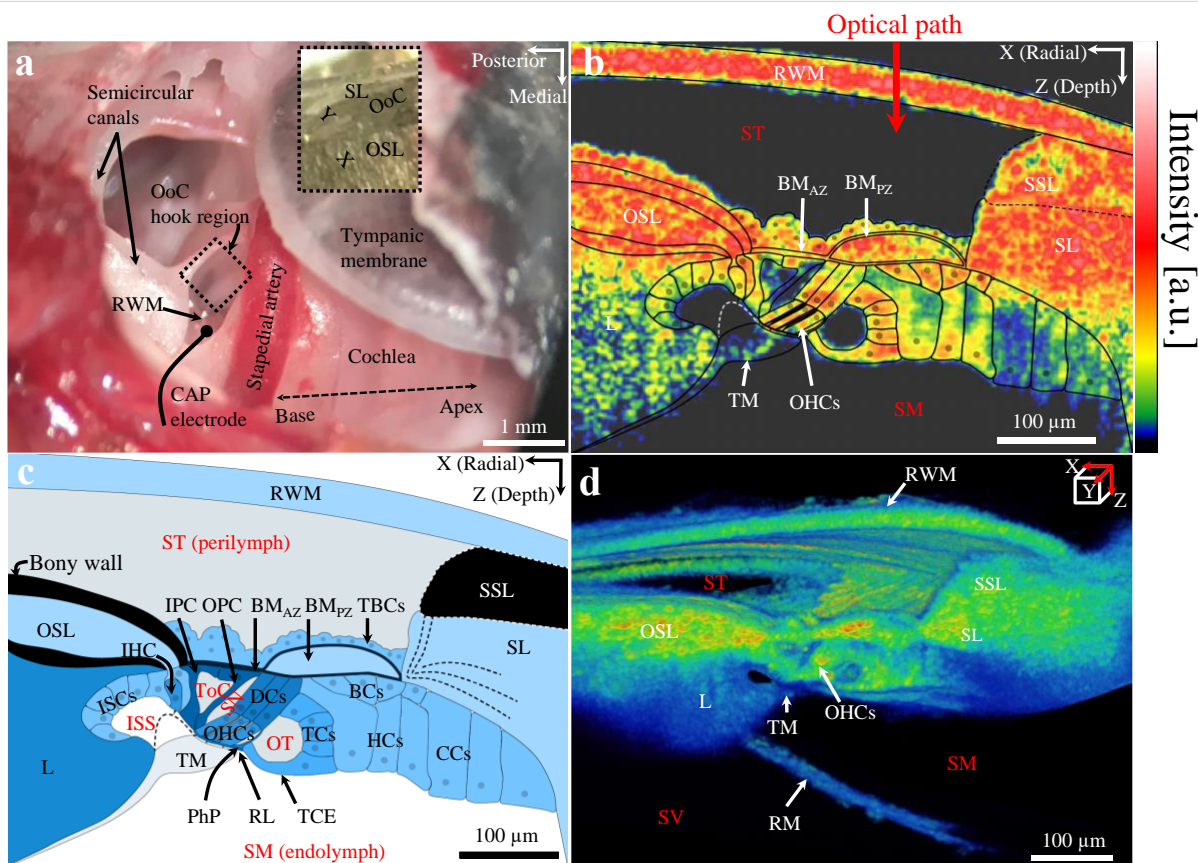 Optical path
a
Posterior
Medial
Semicircular
canals
SL
OoC
Y
X
OSL
OoC
hook region
Tympanic
membrane
RWM
Stapedial artery
Cochlea
CAP
electrode
Base
Apex
1 mm
b
RWM
X (Radial)
Z (Depth)
ST
BM_AZ
BM_PZ
SSL
OSL
SL
L
TM
OHCs
SM
100 µm
Intensity [a.u.]
c
X (Radial)
Z (Depth)
RWM
ST (perilymph)
Bony wall
SSL
IPC OPC BM_AZ BM_PZ TBCs
OSL
IHC
SL
ToC
DCs
BCs
ISCs
ISS
OHCs
OT
TCs
HCs
CCs
L
TM
PhP
RL
TCE
SM (endolymph)
100 µm
d
RWM
X
Y
Z
ST
SSL
OSL
SL
L
TM
OHCs
SM
SV
RM
100 µm